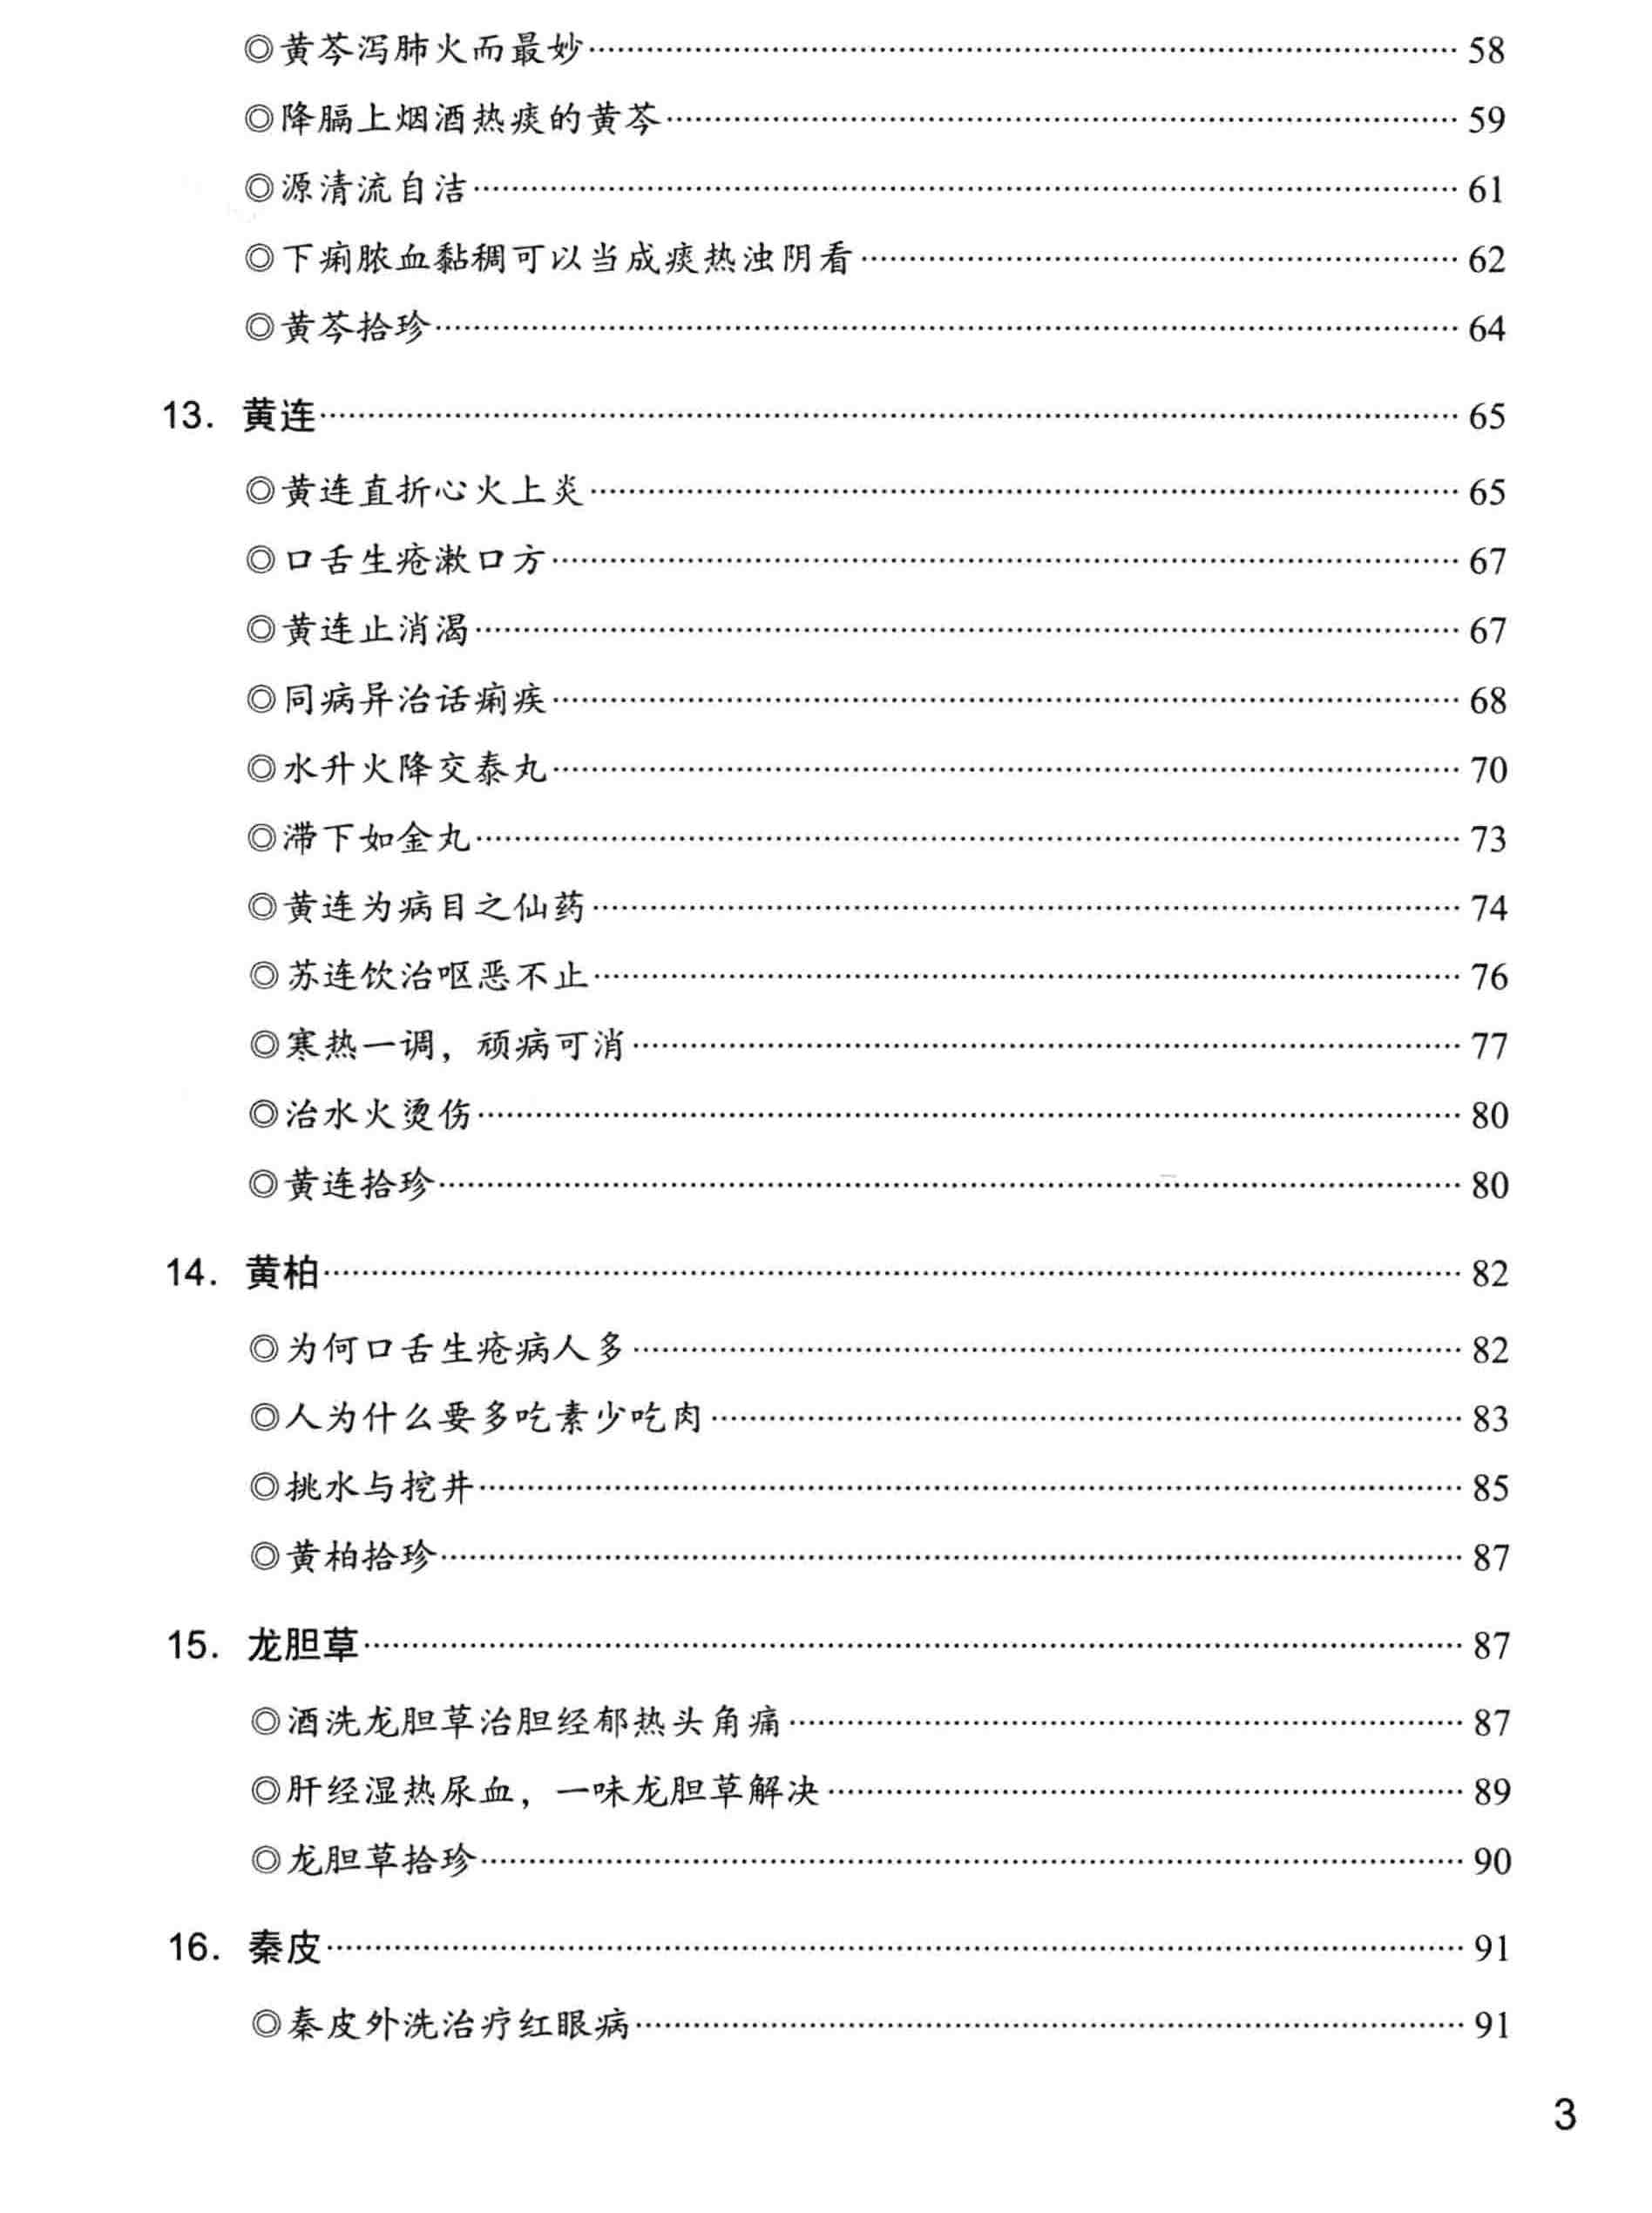 ◎黄芩泻肺火而最妙……58
◎降膈上烟酒热痰的黄芩……59
◎源清流自洁……61
◎下痢脓血黏稠可以当成痰热浊阴看……62
◎黄芩拾珍……64
13. 黄连……65
◎黄连直折心火上炎……65
◎口舌生疮漱口方……67
◎黄连止消渴……67
◎同病异治话痢疾……68
◎水升火降交泰丸……70
◎滞下如金丸……73
◎黄连为病目之仙药……74
◎苏连饮治呕恶不止……76
◎寒热一调，顽病可消……77
◎治水火烫伤……80
◎黄连拾珍……80
14. 黄柏……82
◎为何口舌生疮病人多……82
◎人为什么要多吃素少吃肉……83
◎挑水与挖井……85
◎黄柏拾珍……87
15. 龙胆草……87
◎酒洗龙胆草治胆经郁热头角痛……87
◎肝经湿热尿血，一味龙胆草解决……89
◎龙胆草拾珍……90
16. 秦皮……91
◎秦皮外洗治疗红眼病……91
3